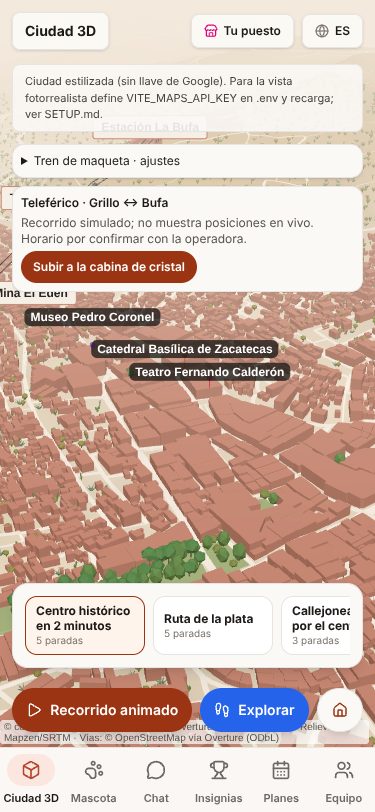 Ciudad 3D
Tu puesto
ES
Ciudad estilizada (sin llave de Google). Para la vista
fotorrealista define VITE_MAPS_API_KEY en .env y recarga;
ver SETUP.md.
Estación La Bufa
Tren de maqueta · ajustes
Teleférico · Grillo ↔ Bufa
Recorrido simulado; no muestra posiciones en vivo.
Horario por confirmar con la operadora.
Subir a la cabina de cristal
Mina El Edén
Museo Pedro Coronel
Catedral Basílica de Zacatecas
Teatro Fernando Calderón
Centro histórico
en 2 minutos
5 paradas
Ruta de la plata
5 paradas
Callejonea
por el cen
3 paradas
Recorrido animado
Explorar
Mapzen/SRTM · Vías: © OpenStreetMap vía Overture (ODbL)
Ciudad 3D
Mascota
Chat
Insignias
Planes
Equipo